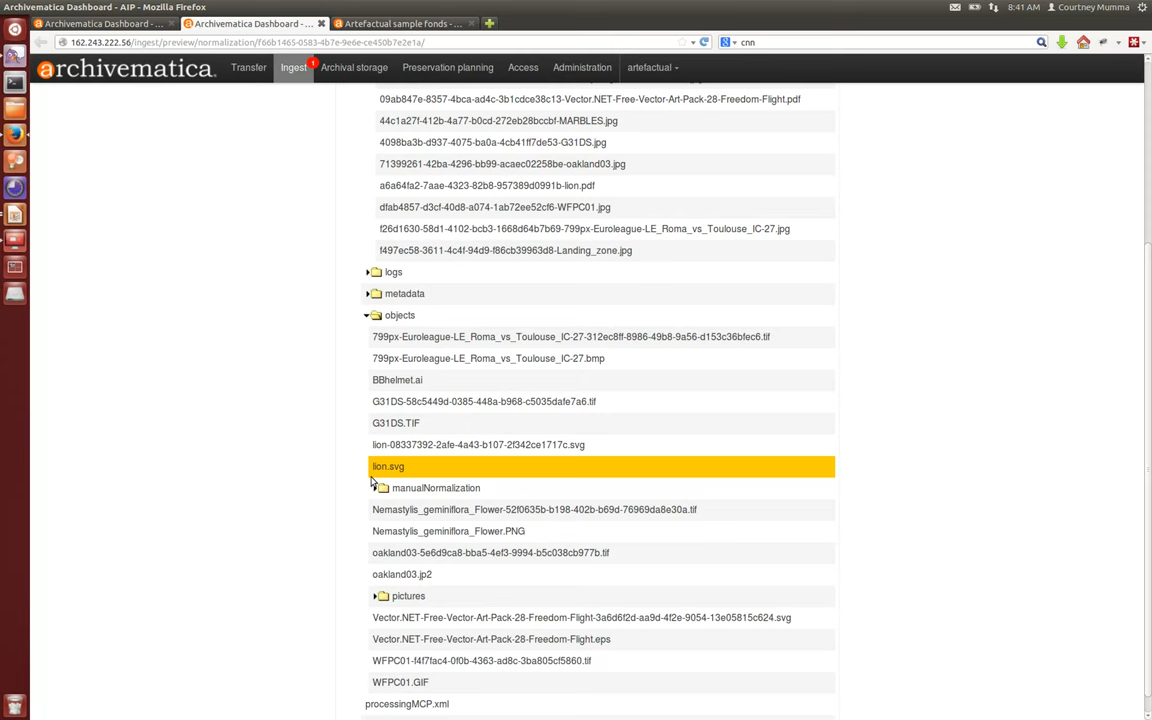 Archivematica Dashboard - AIP - Mozilla Firefox
8:41 AM
Courtney Mumma
Archivematica Dashboard - ...
Archivematica Dashboard - ...
Artefactual sample fonds - ...
162.243.222.56/ingest/preview/normalization/f66b1465-0583-4b7e-9e6e-ce450b7e2e1a/
cnn
archivematica
Transfer
Ingest
1
Archival storage
Preservation planning
Access
Administration
artefactual
09ab847e-8357-4bca-ad4c-3b1cdce38c13-Vector.NET-Free-Vector-Art-Pack-28-Freedom-Flight.pdf
44c1a27f-412b-4a77-b0cd-272eb28bccbf-MARBLES.jpg
4098ba3b-d937-4075-ba0a-4cb41ff7de53-G31DS.jpg
71399261-42ba-4296-bb99-acaec02258be-oakland03.jpg
a6a64fa2-7aae-4323-82b8-957389d0991b-lion.pdf
dfab4857-d3cf-40d8-a074-1ab72ee52cf6-WFPC01.jpg
f26d1630-58d1-4102-bcb3-1668d64b7b69-799px-Euroleague-LE_Roma_vs_Toulouse_IC-27.jpg
f497ec58-3611-4c4f-94d9-f86cb39963d8-Landing_zone.jpg
logs
metadata
objects
799px-Euroleague-LE_Roma_vs_Toulouse_IC-27-312ec8ff-8986-49b8-9a56-d153c36bfec6.tif
799px-Euroleague-LE_Roma_vs_Toulouse_IC-27.bmp
BBhelmet.ai
G31DS-58c5449d-0385-448a-b968-c5035dafe7a6.tif
G31DS.TIF
lion-08337392-2afe-4a43-b107-2f342ce1717c.svg
lion.svg
manualNormalization
Nemastylis_geminiflora_Flower-52f0635b-b198-402b-b69d-76969da8e30a.tif
Nemastylis_geminiflora_Flower.PNG
oakland03-5e6d9ca8-bba5-4ef3-9994-b5c038cb977b.tif
oakland03.jp2
pictures
Vector.NET-Free-Vector-Art-Pack-28-Freedom-Flight-3a6d6f2d-aa9d-4f2e-9054-13e05815c624.svg
Vector.NET-Free-Vector-Art-Pack-28-Freedom-Flight.eps
WFPC01-f4f7fac4-0f0b-4363-ad8c-3ba805cf5860.tif
WFPC01.GIF
processingMCP.xml